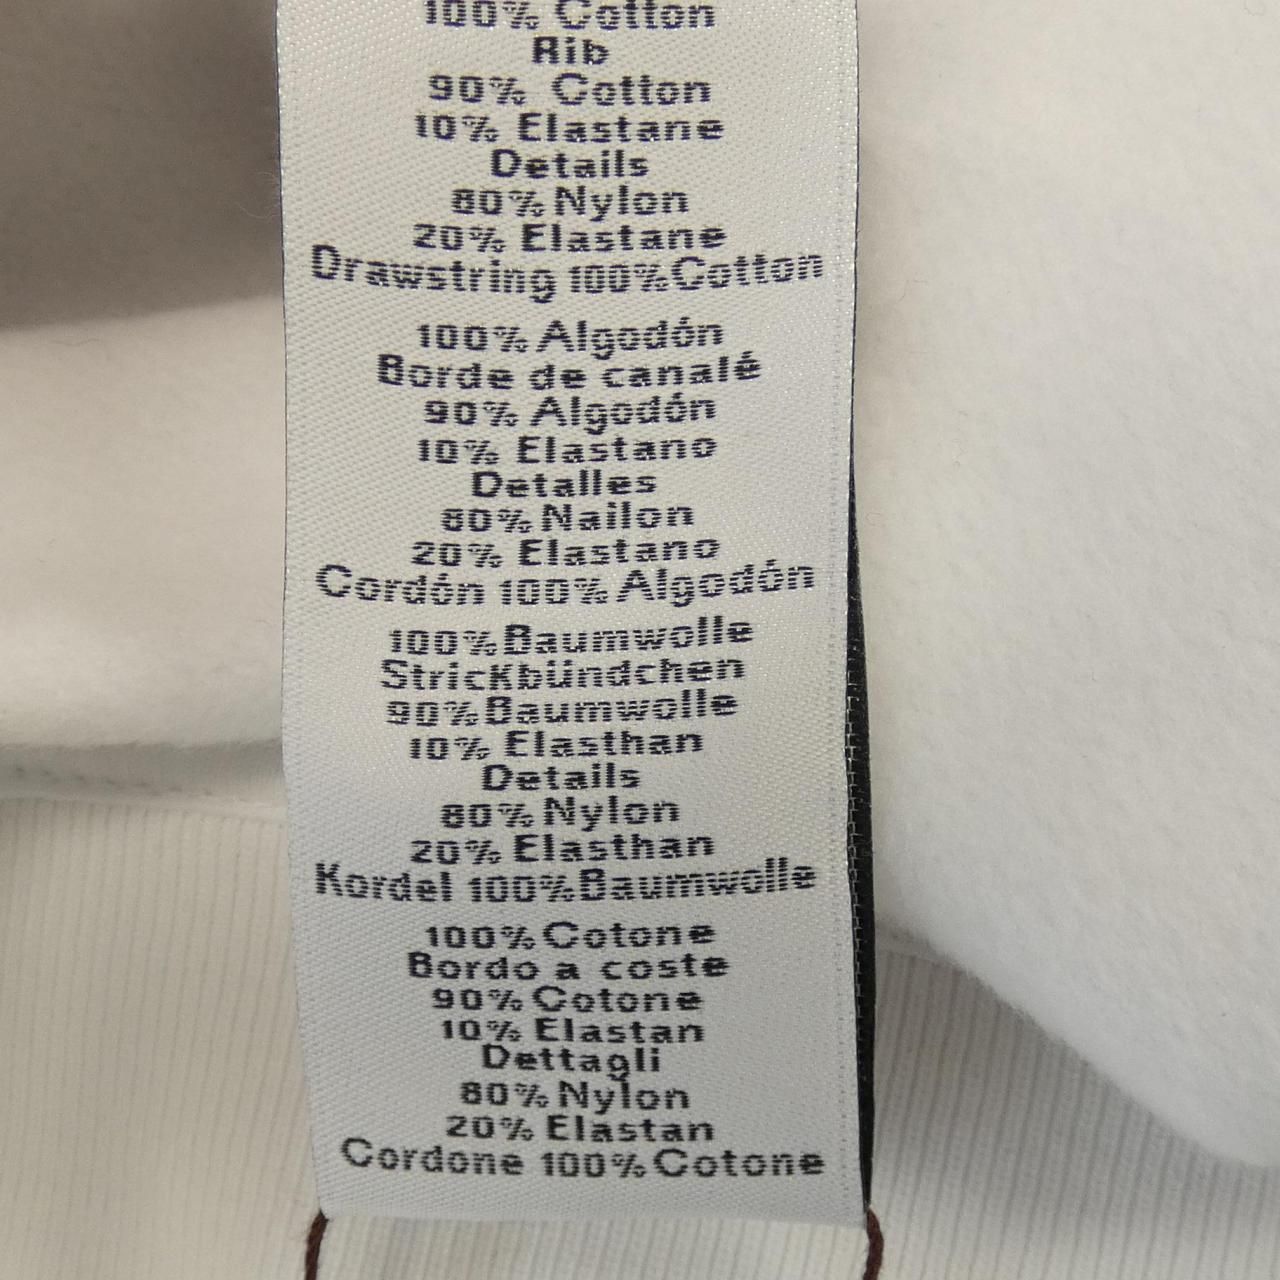 100% Cotton
Rib
90% Cotton
10% Elastane
Details
80% Nylon
20% Elastane
Drawstring 100% Cotton
100% Algodón
Borde de canalé
90% Algodón
10% Elastano
Detalles
80% Nailon
20% Elastano
Cordón 100% Algodón
100% Baumwolle
Strickbündchen
90% Baumwolle
10% Elasthan
Details
80% Nylon
20% Elasthan
Kordel 100% Baumwolle
100% Cotone
Bordo a coste
90% Cotone
10% Elastan
Dettagli
80% Nylon
20% Elastan
Cordone 100% Cotone